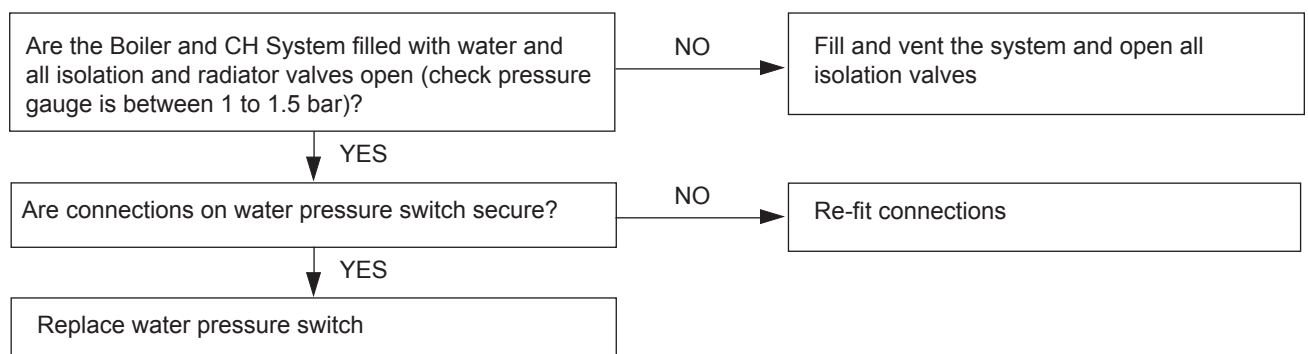 Are the Boiler and CH System filled with water and
all isolation and radiator valves open (check pressure
gauge is between 1 to 1.5 bar)?
NO
Fill and vent the system and open all
isolation valves
YES
Are connections on water pressure switch secure?
NO
Re-fit connections
YES
Replace water pressure switch